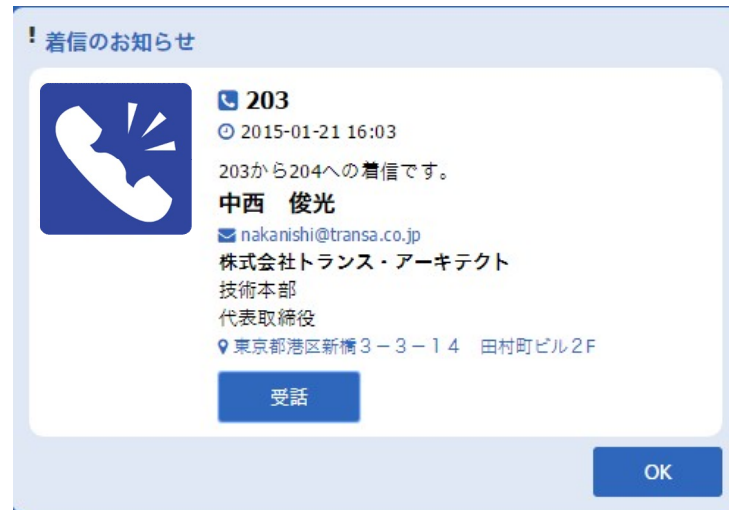 ! 着信のお知らせ
203
2015-01-21 16:03
203から204への着信です。
中西　俊光
nakanishi@transa.co.jp
株式会社トランス・アーキテクト
技術本部
代表取締役
東京都港区新橋３－３－１４　田村町ビル２F
受話
OK